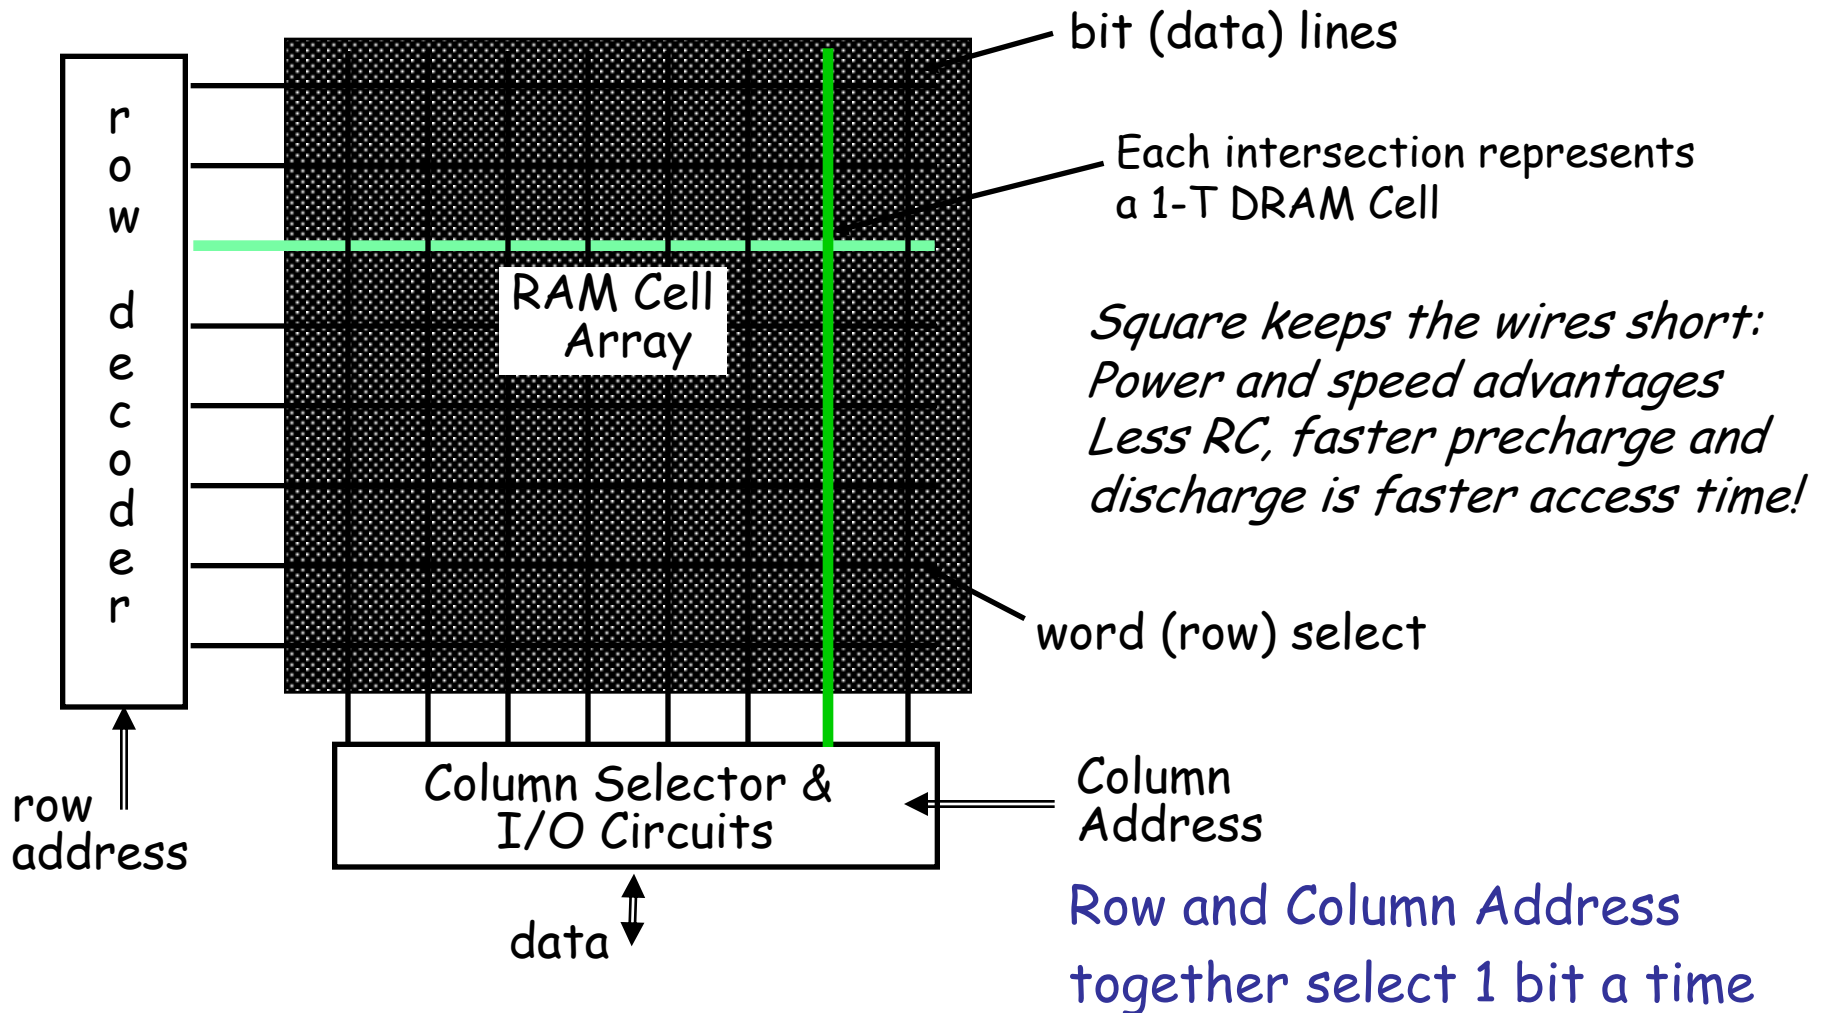 bit (data) lines
row decoder
Each intersection represents
a 1-T DRAM Cell
RAM Cell
Array
Square keeps the wires short:
Power and speed advantages
Less RC, faster precharge and
discharge is faster access time!
word (row) select
Column Selector &
I/O Circuits
Column
Address
row
address
data
Row and Column Address
together select 1 bit a time